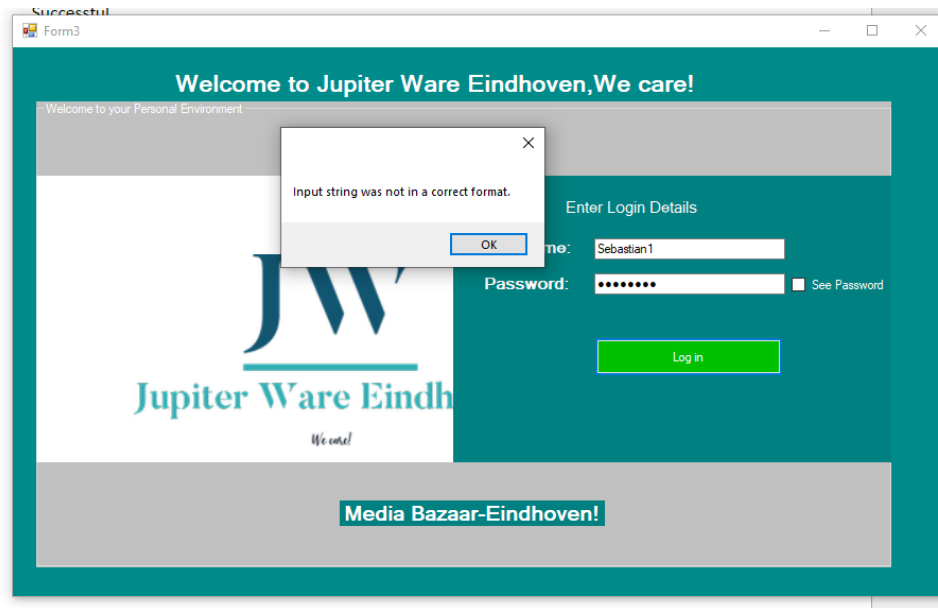 Successful
Form3
Welcome to Jupiter Ware Eindhoven,We care!
Welcome to your Personal Environment
Input string was not in a correct format.
OK
Enter Login Details
me:
Sebastian1
Password:
See Password
Log in
JW
Jupiter Ware Eindh
We care!
Media Bazaar-Eindhoven!